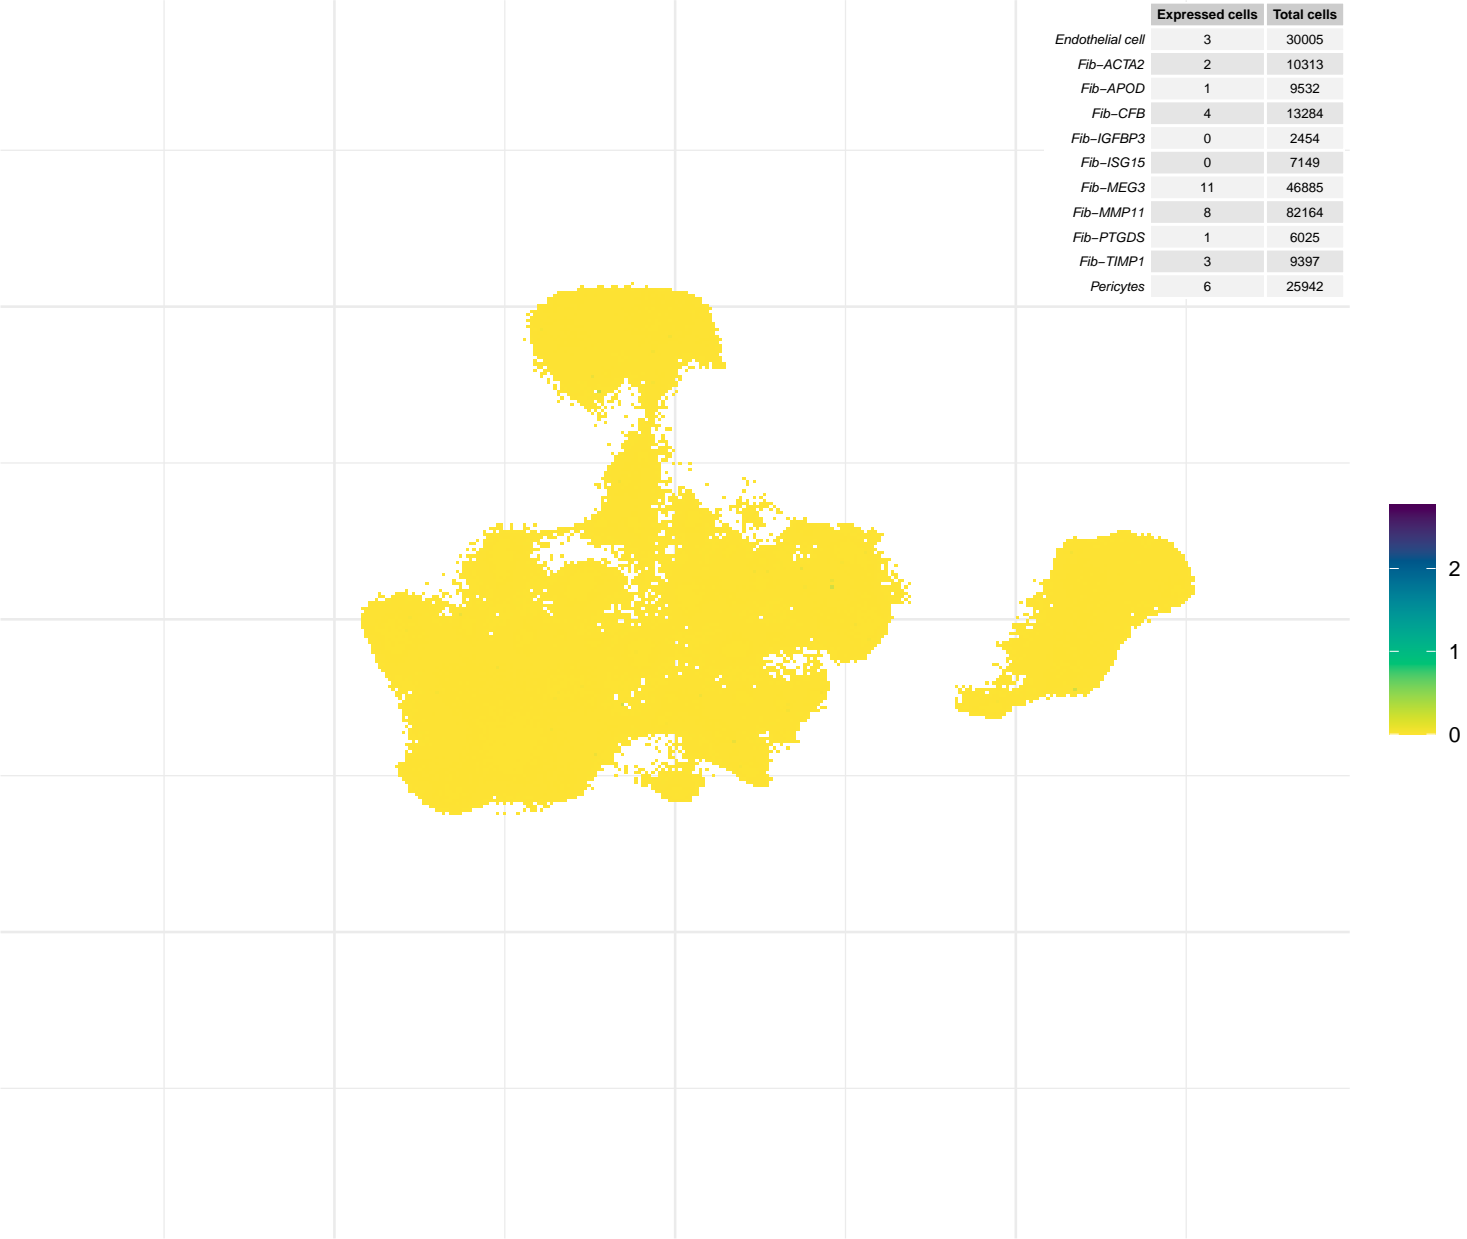 Expressed cells Total cells
Endothelial cell 3 30005
Fib−ACTA2 2 10313
Fib−APOD 1 9532
Fib−CFB 4 13284
Fib−IGFBP3 0 2454
Fib−ISG15 0 7149
Fib−MEG3 11 46885
Fib−MMP11 8 82164
Fib−PTGDS 1 6025
Fib−TIMP1 3 9397
Pericytes 6 25942
2
1
0